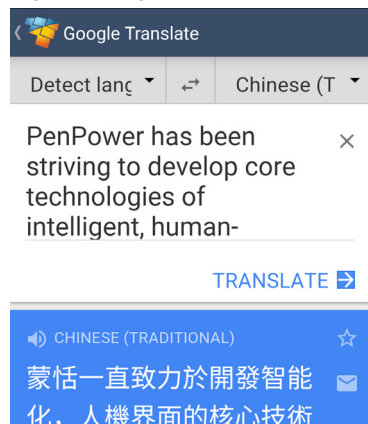 Google Translate
Detect lang
Chinese (T
PenPower has been
striving to develop core
technologies of
intelligent, human-
TRANSLATE
CHINESE (TRADITIONAL)
蒙恬一直致力於開發智能
化，人機界面的核心技術